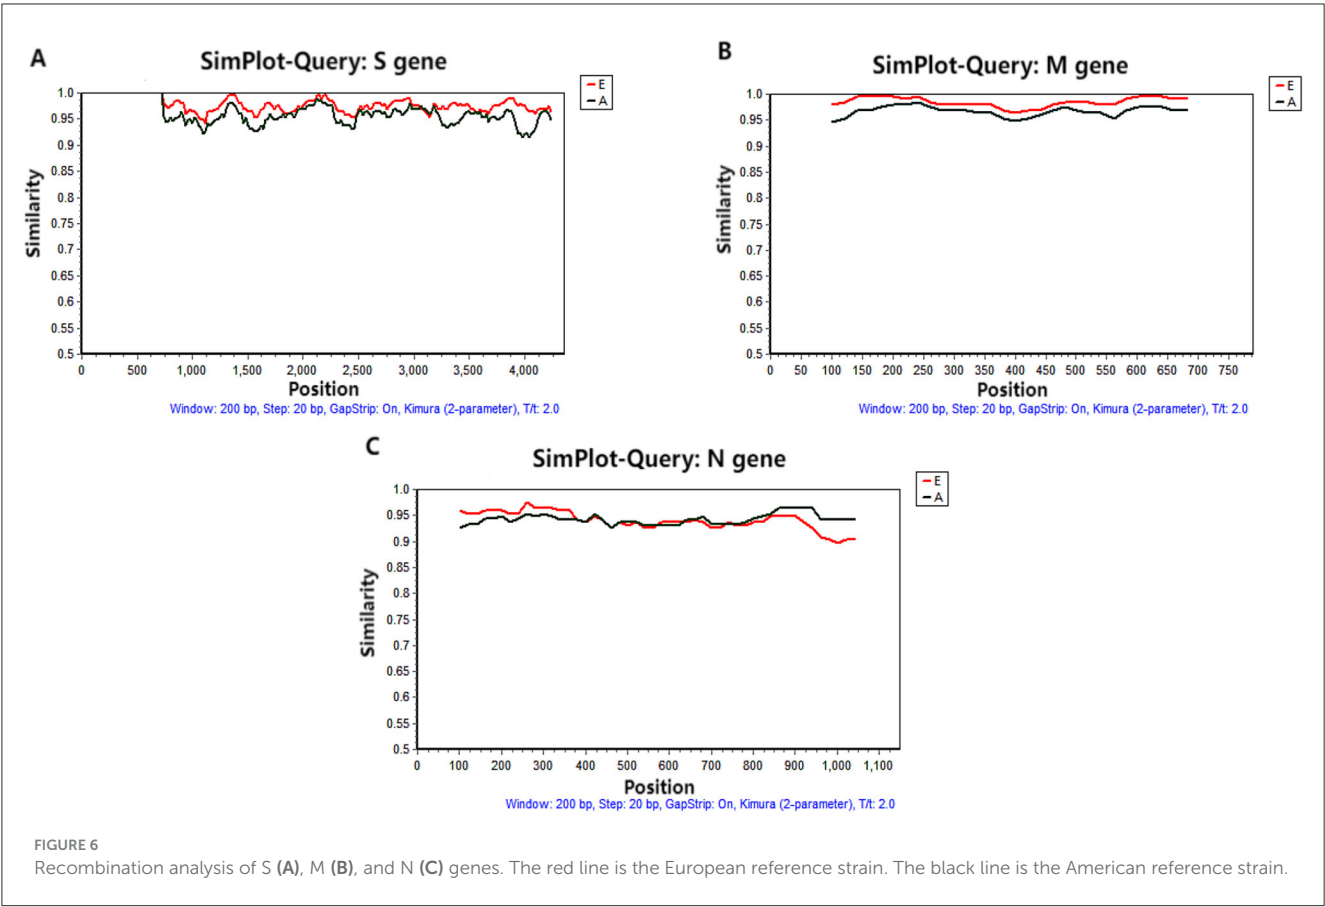 A
SimPlot-Query: S gene
E
A
1.0
0.95
0.9
0.85
0.8
0.75
0.7
0.65
0.6
0.55
0.5
Similarity
0 500 1,000 1,500 2,000 2,500 3,000 3,500 4,000
Position
Window: 200 bp, Step: 20 bp, GapStrip: On, Kimura (2-parameter), T/t: 2.0
B
SimPlot-Query: M gene
E
A
1.0
0.95
0.9
0.85
0.8
0.75
0.7
0.65
0.6
0.55
0.5
Similarity
0 50 100 150 200 250 300 350 400 450 500 550 600 650 700 750
Position
Window: 200 bp, Step: 20 bp, GapStrip: On, Kimura (2-parameter), T/t: 2.0
C
SimPlot-Query: N gene
E
A
1.0
0.95
0.9
0.85
0.8
0.75
0.7
0.65
0.6
0.55
0.5
Similarity
0 100 200 300 400 500 600 700 800 900 1,000 1,100
Position
Window: 200 bp, Step: 20 bp, GapStrip: On, Kimura (2-parameter), T/t: 2.0
FIGURE 6
Recombination analysis of S (A), M (B), and N (C) genes. The red line is the European reference strain. The black line is the American reference strain.